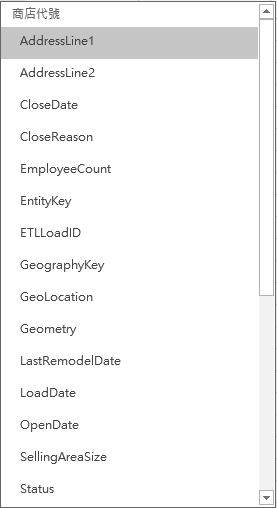 商店代號
AddressLine1
AddressLine2
CloseDate
CloseReason
EmployeeCount
EntityKey
ETLLoadID
GeographyKey
GeoLocation
Geometry
LastRemodelDate
LoadDate
OpenDate
SellingAreaSize
Status